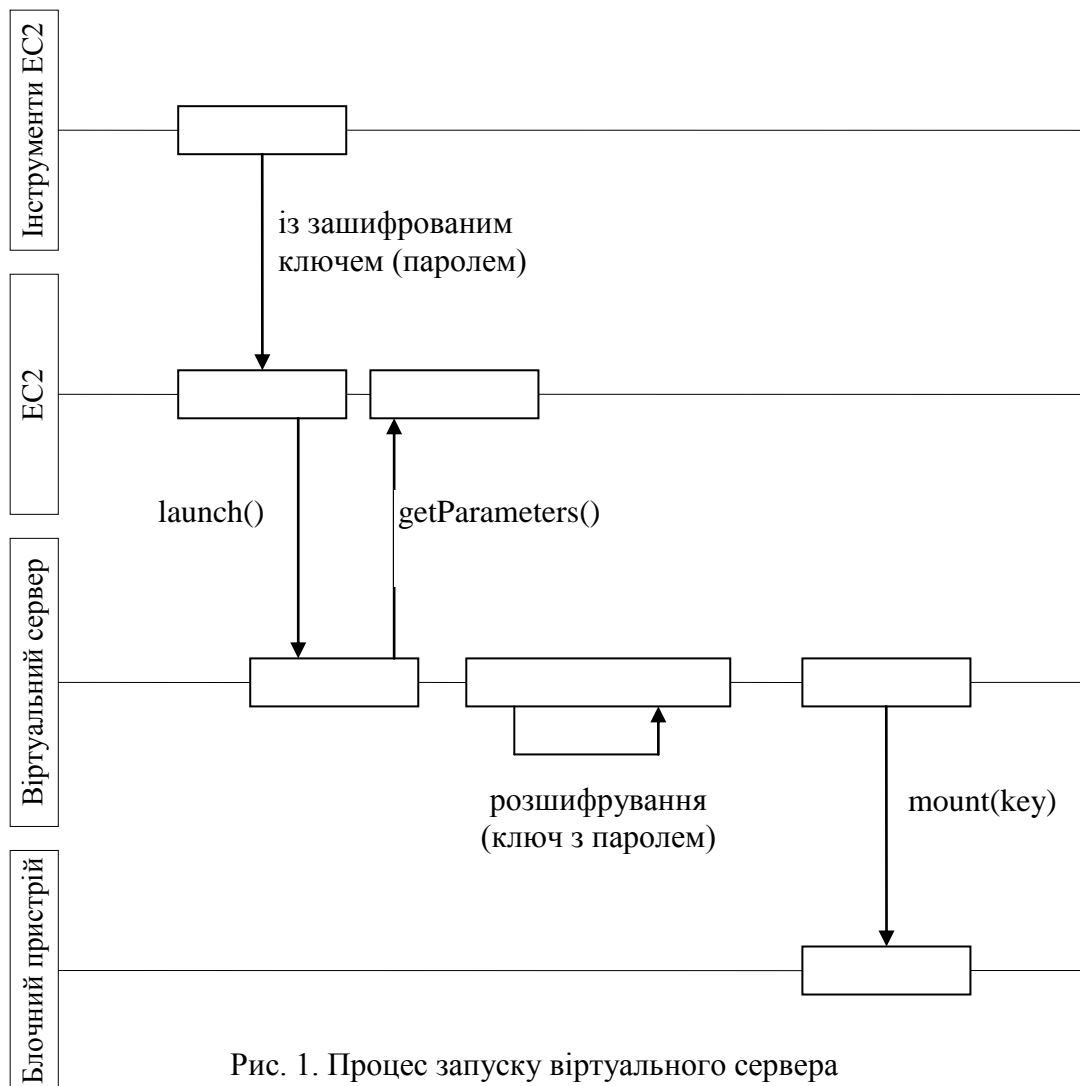 Інструменти EC2
із зашифрованим
ключем (паролем)
EC2
launch()
getParameters()
Віртуальний сервер
розшифрування
(ключ з паролем)
mount(key)
Блочний пристрій
Рис. 1. Процес запуску віртуального сервера